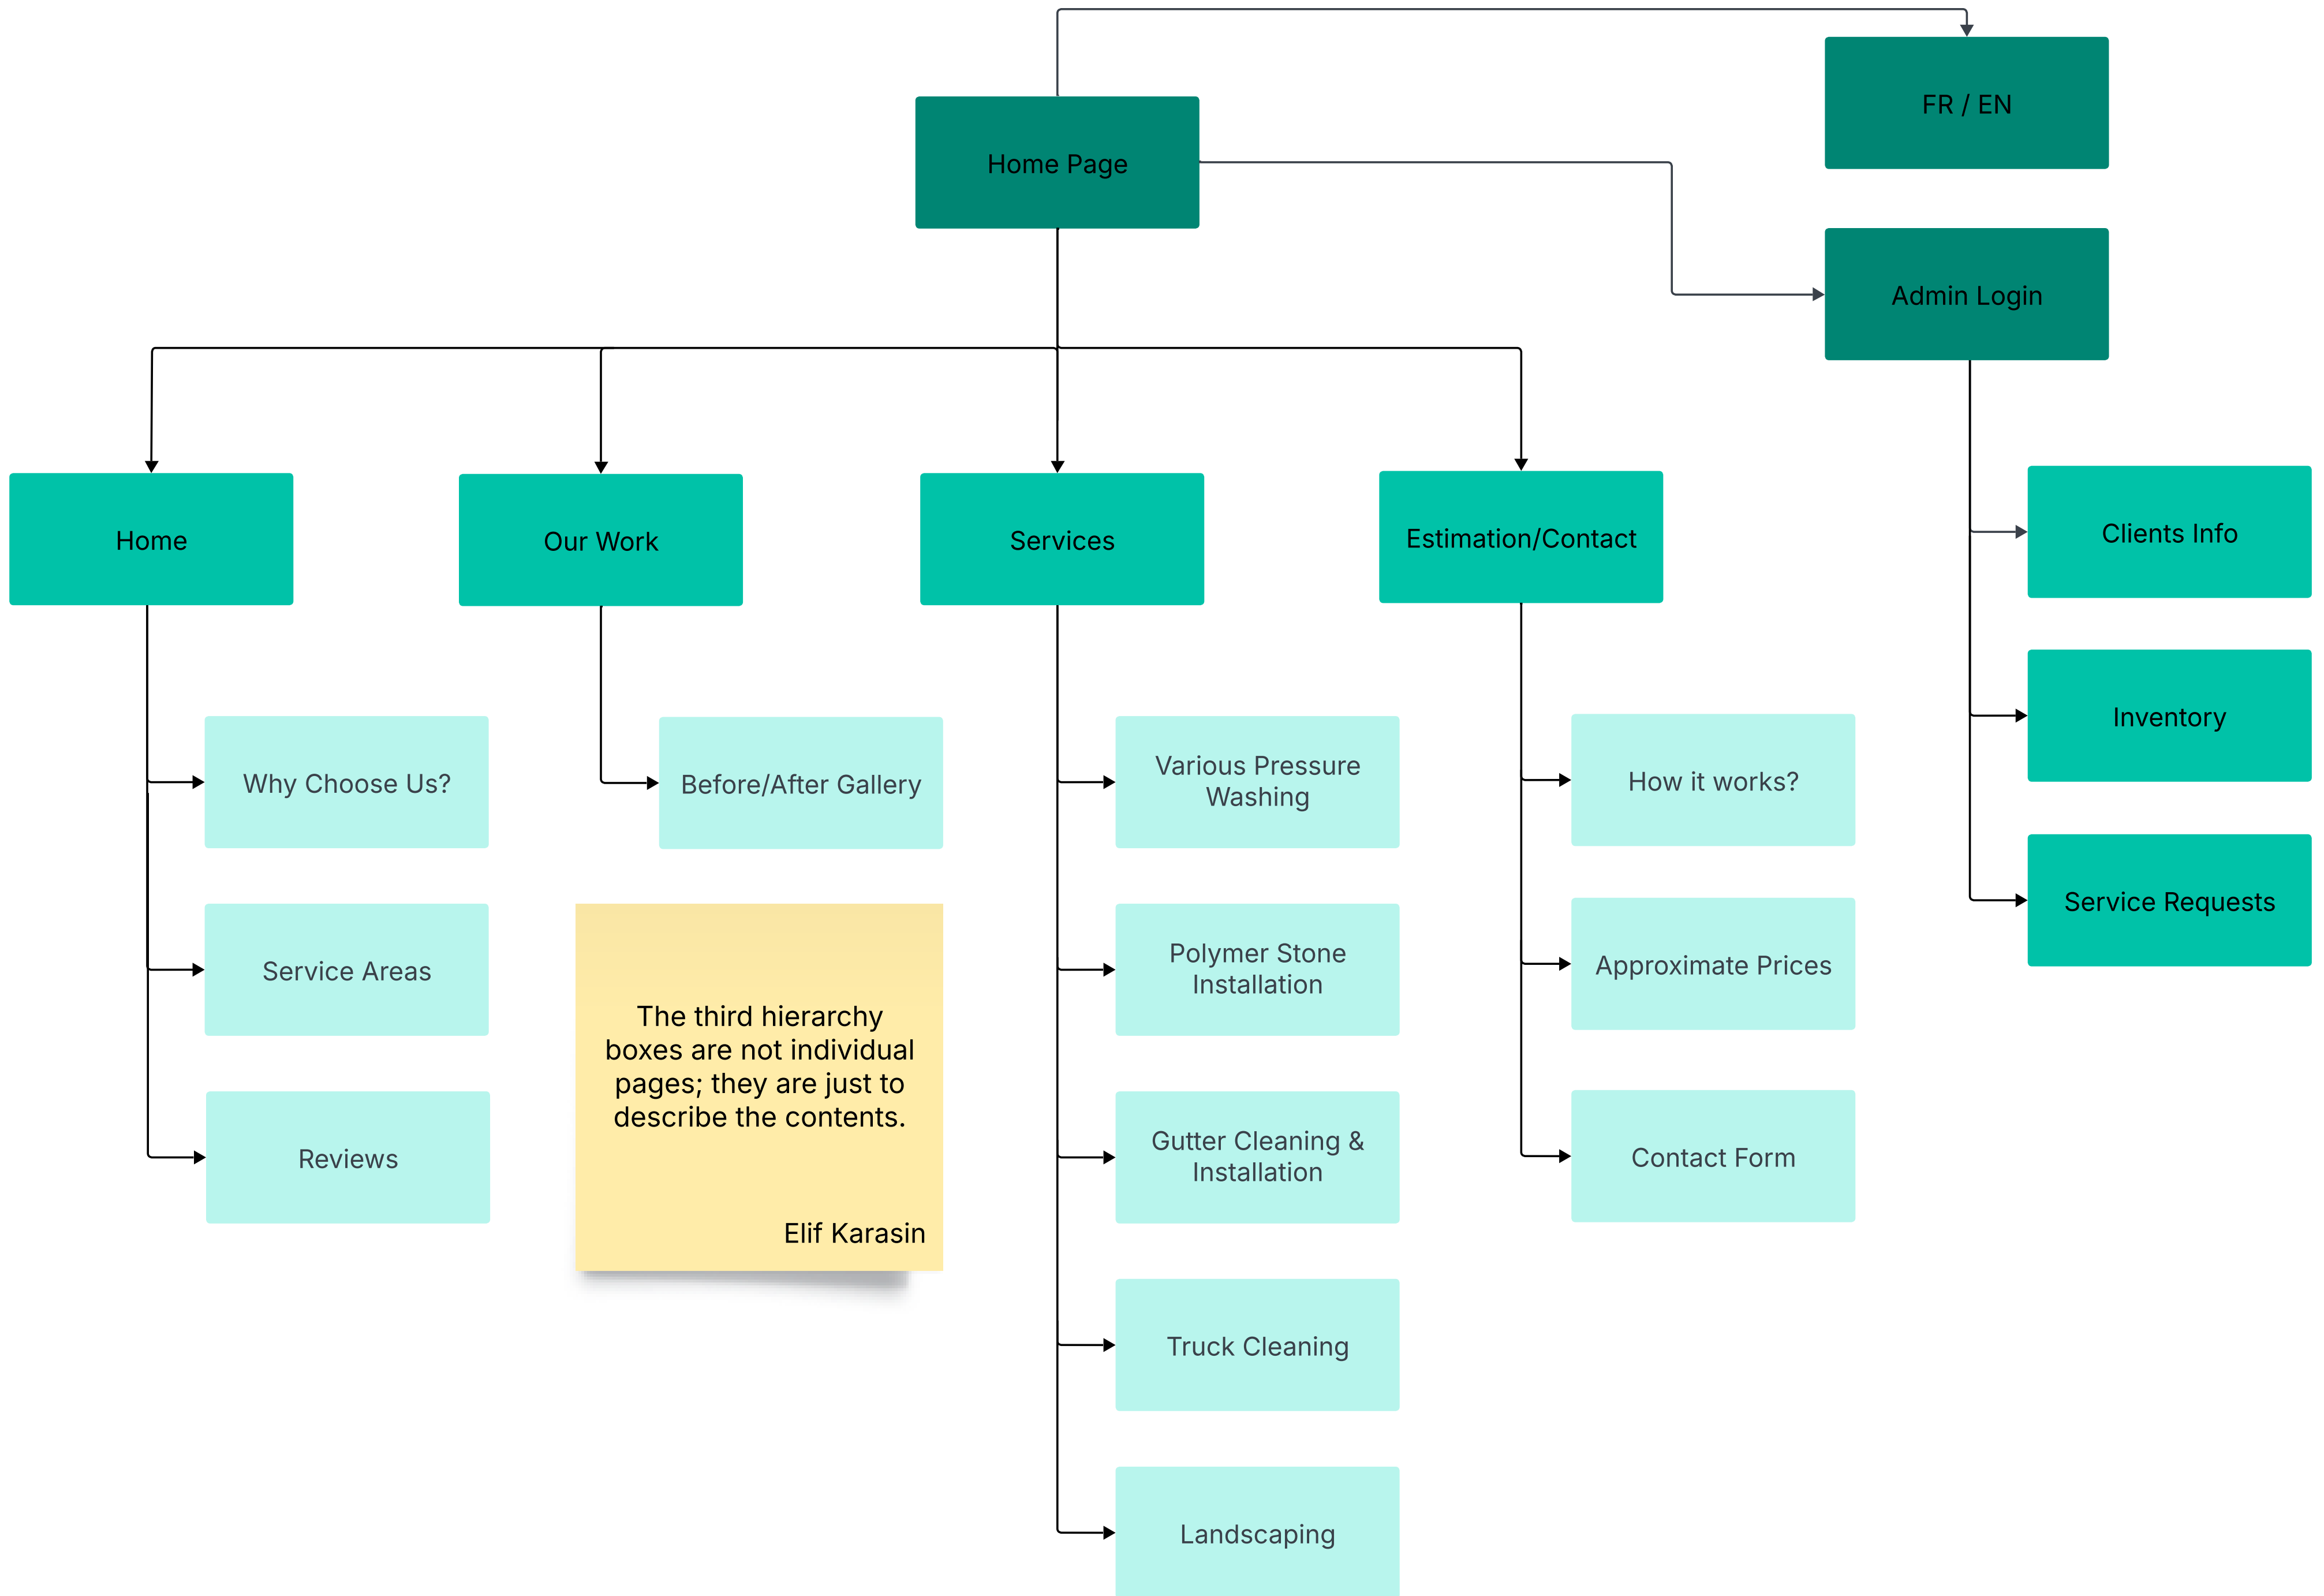 FR / EN
Home Page
Admin Login
Home
Our Work
Services
Estimation/Contact
Clients Info
Inventory
Service Requests
Why Choose Us?
Service Areas
Reviews
Before/After Gallery
The third hierarchy
boxes are not individual
pages; they are just to
describe the contents.
Elif Karasin
Various Pressure
Washing
Polymer Stone
Installation
Gutter Cleaning &
Installation
Truck Cleaning
Landscaping
How it works?
Approximate Prices
Contact Form